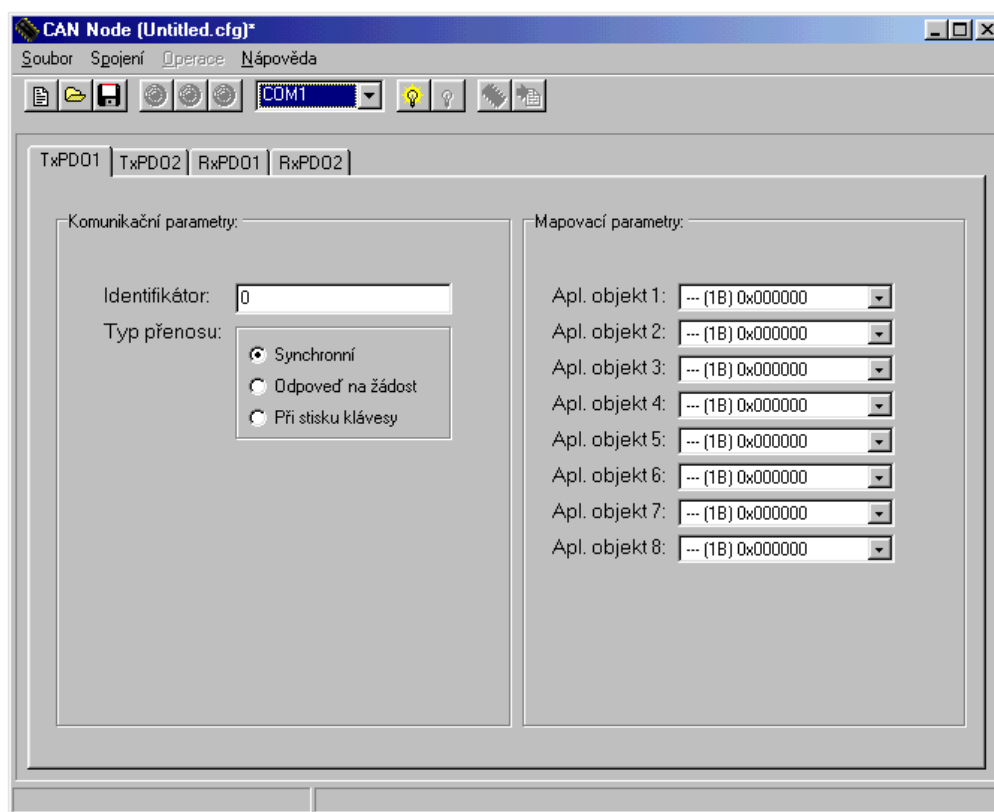 CAN Node (Untitled.cfg)*
Soubor Spojení Operace Nápověda
COM1
TxPDO1 TxPDO2 RxPDO1 RxPDO2
Komunikační parametry:
Identifikátor: 0
Typ přenosu:
Synchronní
Odpoveď na žádost
Při stisku klávesy
Mapovací parametry:
Apl. objekt 1: --- (1B) 0x000000
Apl. objekt 2: --- (1B) 0x000000
Apl. objekt 3: --- (1B) 0x000000
Apl. objekt 4: --- (1B) 0x000000
Apl. objekt 5: --- (1B) 0x000000
Apl. objekt 6: --- (1B) 0x000000
Apl. objekt 7: --- (1B) 0x000000
Apl. objekt 8: --- (1B) 0x000000